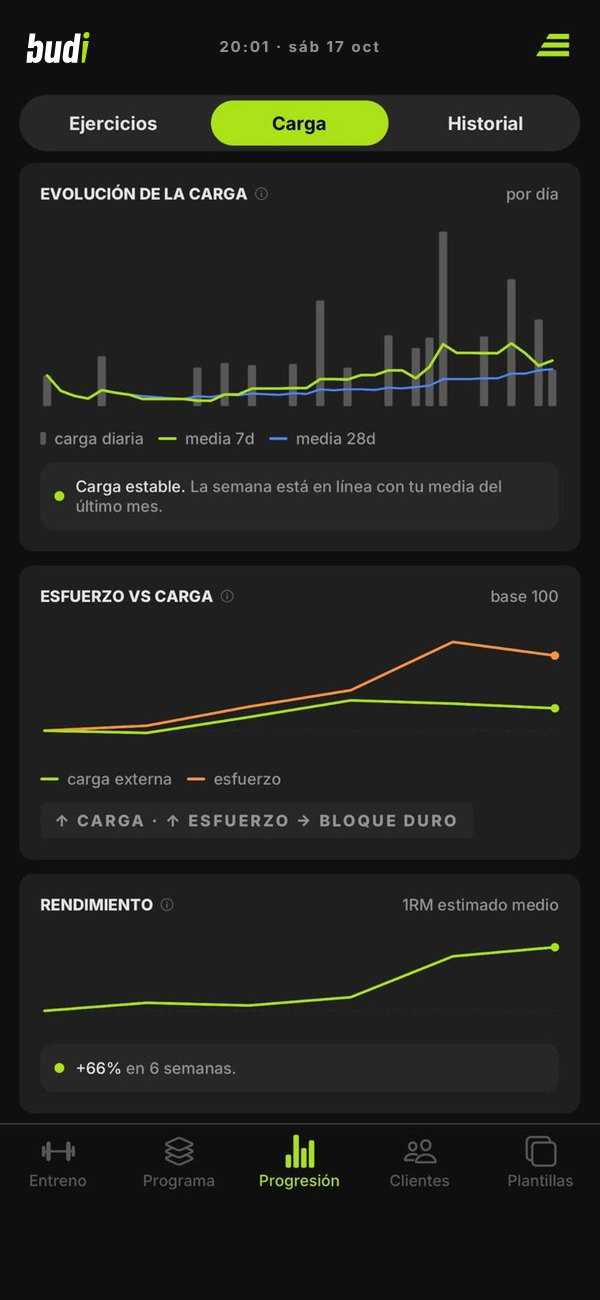 budi
20:01 · sáb 17 oct
Ejercicios
Carga
Historial
EVOLUCIÓN DE LA CARGA
por día
carga diaria
media 7d
media 28d
Carga estable. La semana está en línea con tu media del
último mes.
ESFUERZO VS CARGA
base 100
carga externa
esfuerzo
↑ CARGA · ↑ ESFUERZO → BLOQUE DURO
RENDIMIENTO
1RM estimado medio
+66% en 6 semanas.
Entreno
Programa
Progresión
Clientes
Plantillas